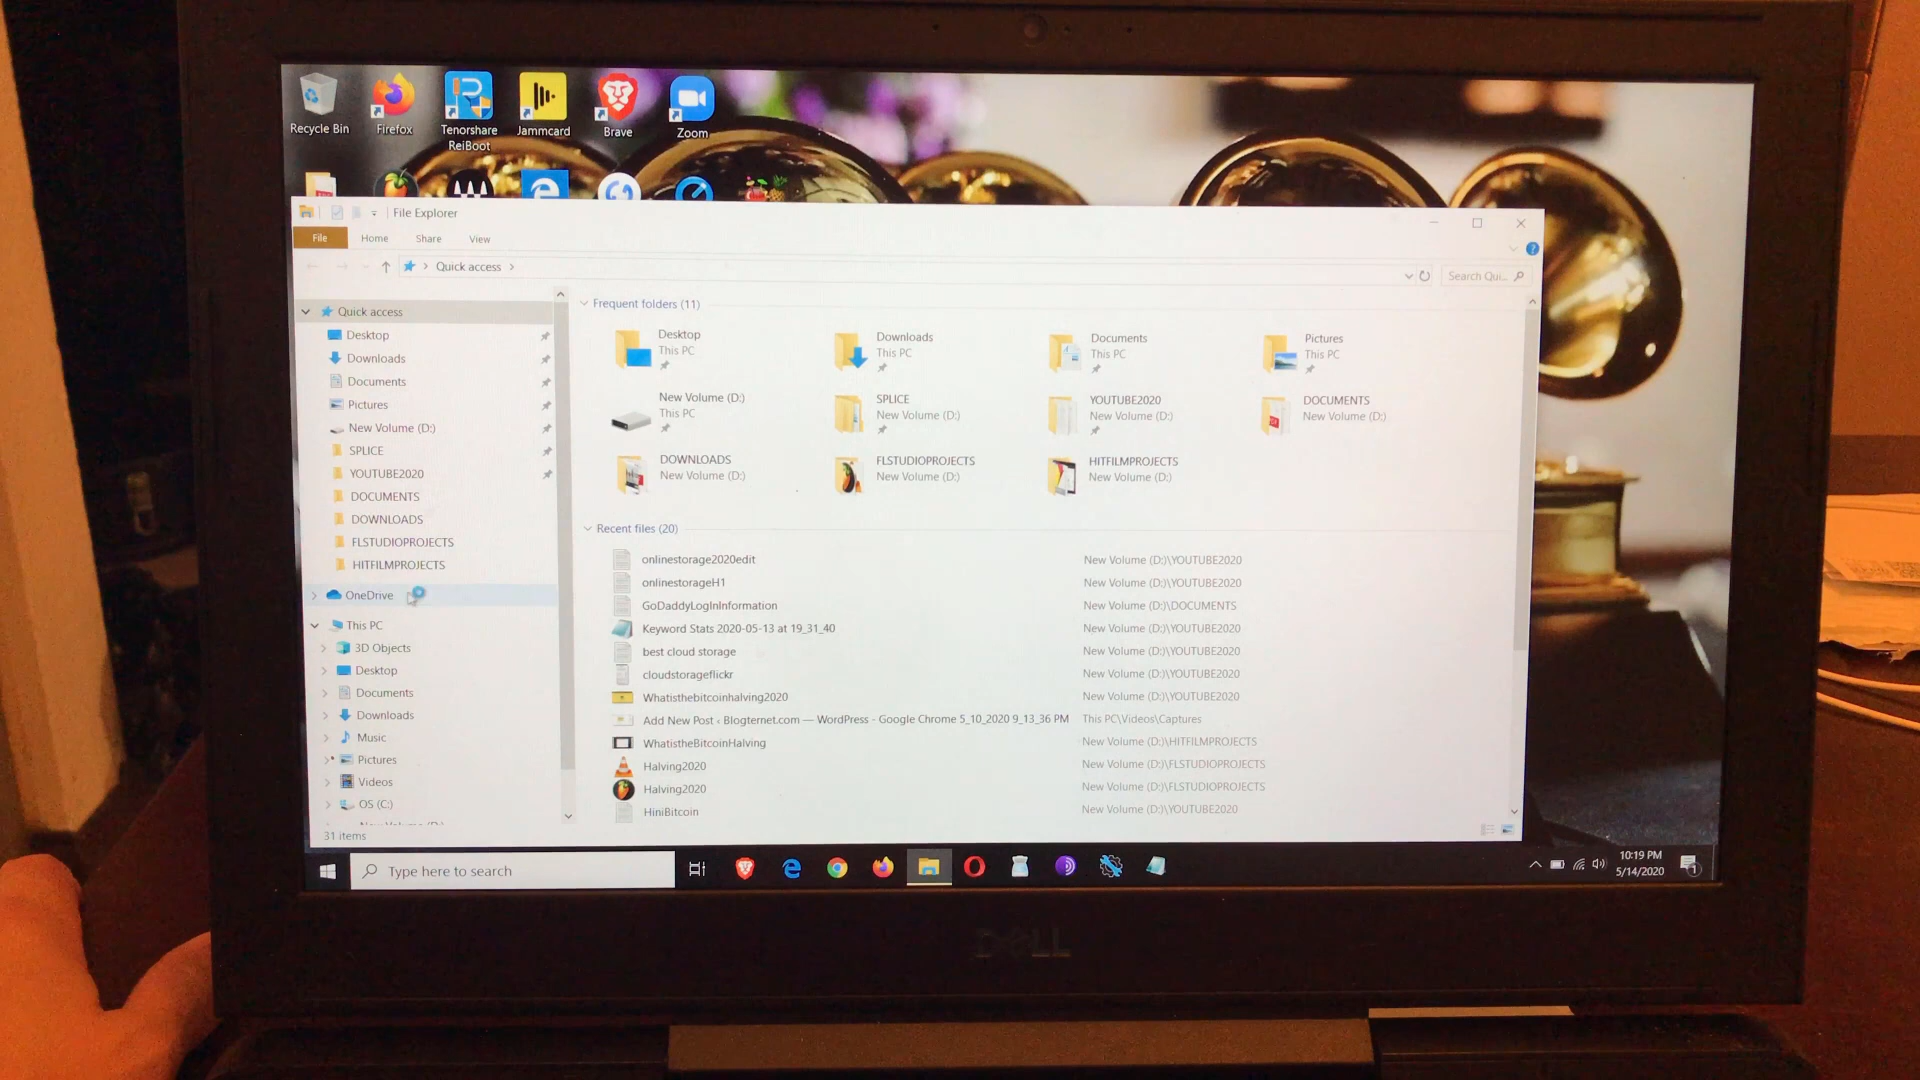 Recycle Bin
Firefox
Tenorshare
ReiBoot
Jammcard
Brave
Zoom
File Explorer
File
Home
Share
View
Quick access
Search Qui...
Quick access
Desktop
Downloads
Documents
Pictures
New Volume (D:)
SPLICE
YOUTUBE2020
DOCUMENTS
DOWNLOADS
FLSTUDIOPROJECTS
HITFILMPROJECTS
OneDrive
This PC
3D Objects
Desktop
Documents
Downloads
Music
Pictures
Videos
OS (C:)
31 items
Frequent folders (11)
Desktop
This PC
Downloads
This PC
Documents
This PC
Pictures
This PC
New Volume (D:)
This PC
SPLICE
New Volume (D:)
YOUTUBE2020
New Volume (D:)
DOCUMENTS
New Volume (D:)
DOWNLOADS
New Volume (D:)
FLSTUDIOPROJECTS
New Volume (D:)
HITFILMPROJECTS
New Volume (D:)
Recent files (20)
onlinestorage2020edit New Volume (D:)\YOUTUBE2020
onlinestorageH1 New Volume (D:)\YOUTUBE2020
GoDaddyLogInInformation New Volume (D:)\DOCUMENTS
Keyword Stats 2020-05-13 at 19_31_40 New Volume (D:)\YOUTUBE2020
best cloud storage New Volume (D:)\YOUTUBE2020
cloudstorageflickr New Volume (D:)\YOUTUBE2020
Whatisthebitcoinhalving2020 New Volume (D:)\YOUTUBE2020
Add New Post ‹ Blogternet.com — WordPress - Google Chrome 5_10_2020 9_13_36 PM This PC\Videos\Captures
WhatistheBitcoinHalving New Volume (D:)\HITFILMPROJECTS
Halving2020 New Volume (D:)\FLSTUDIOPROJECTS
Halving2020 New Volume (D:)\FLSTUDIOPROJECTS
HiniBitcoin New Volume (D:)\YOUTUBE2020
Type here to search
10:19 PM
5/14/2020
1
DELL